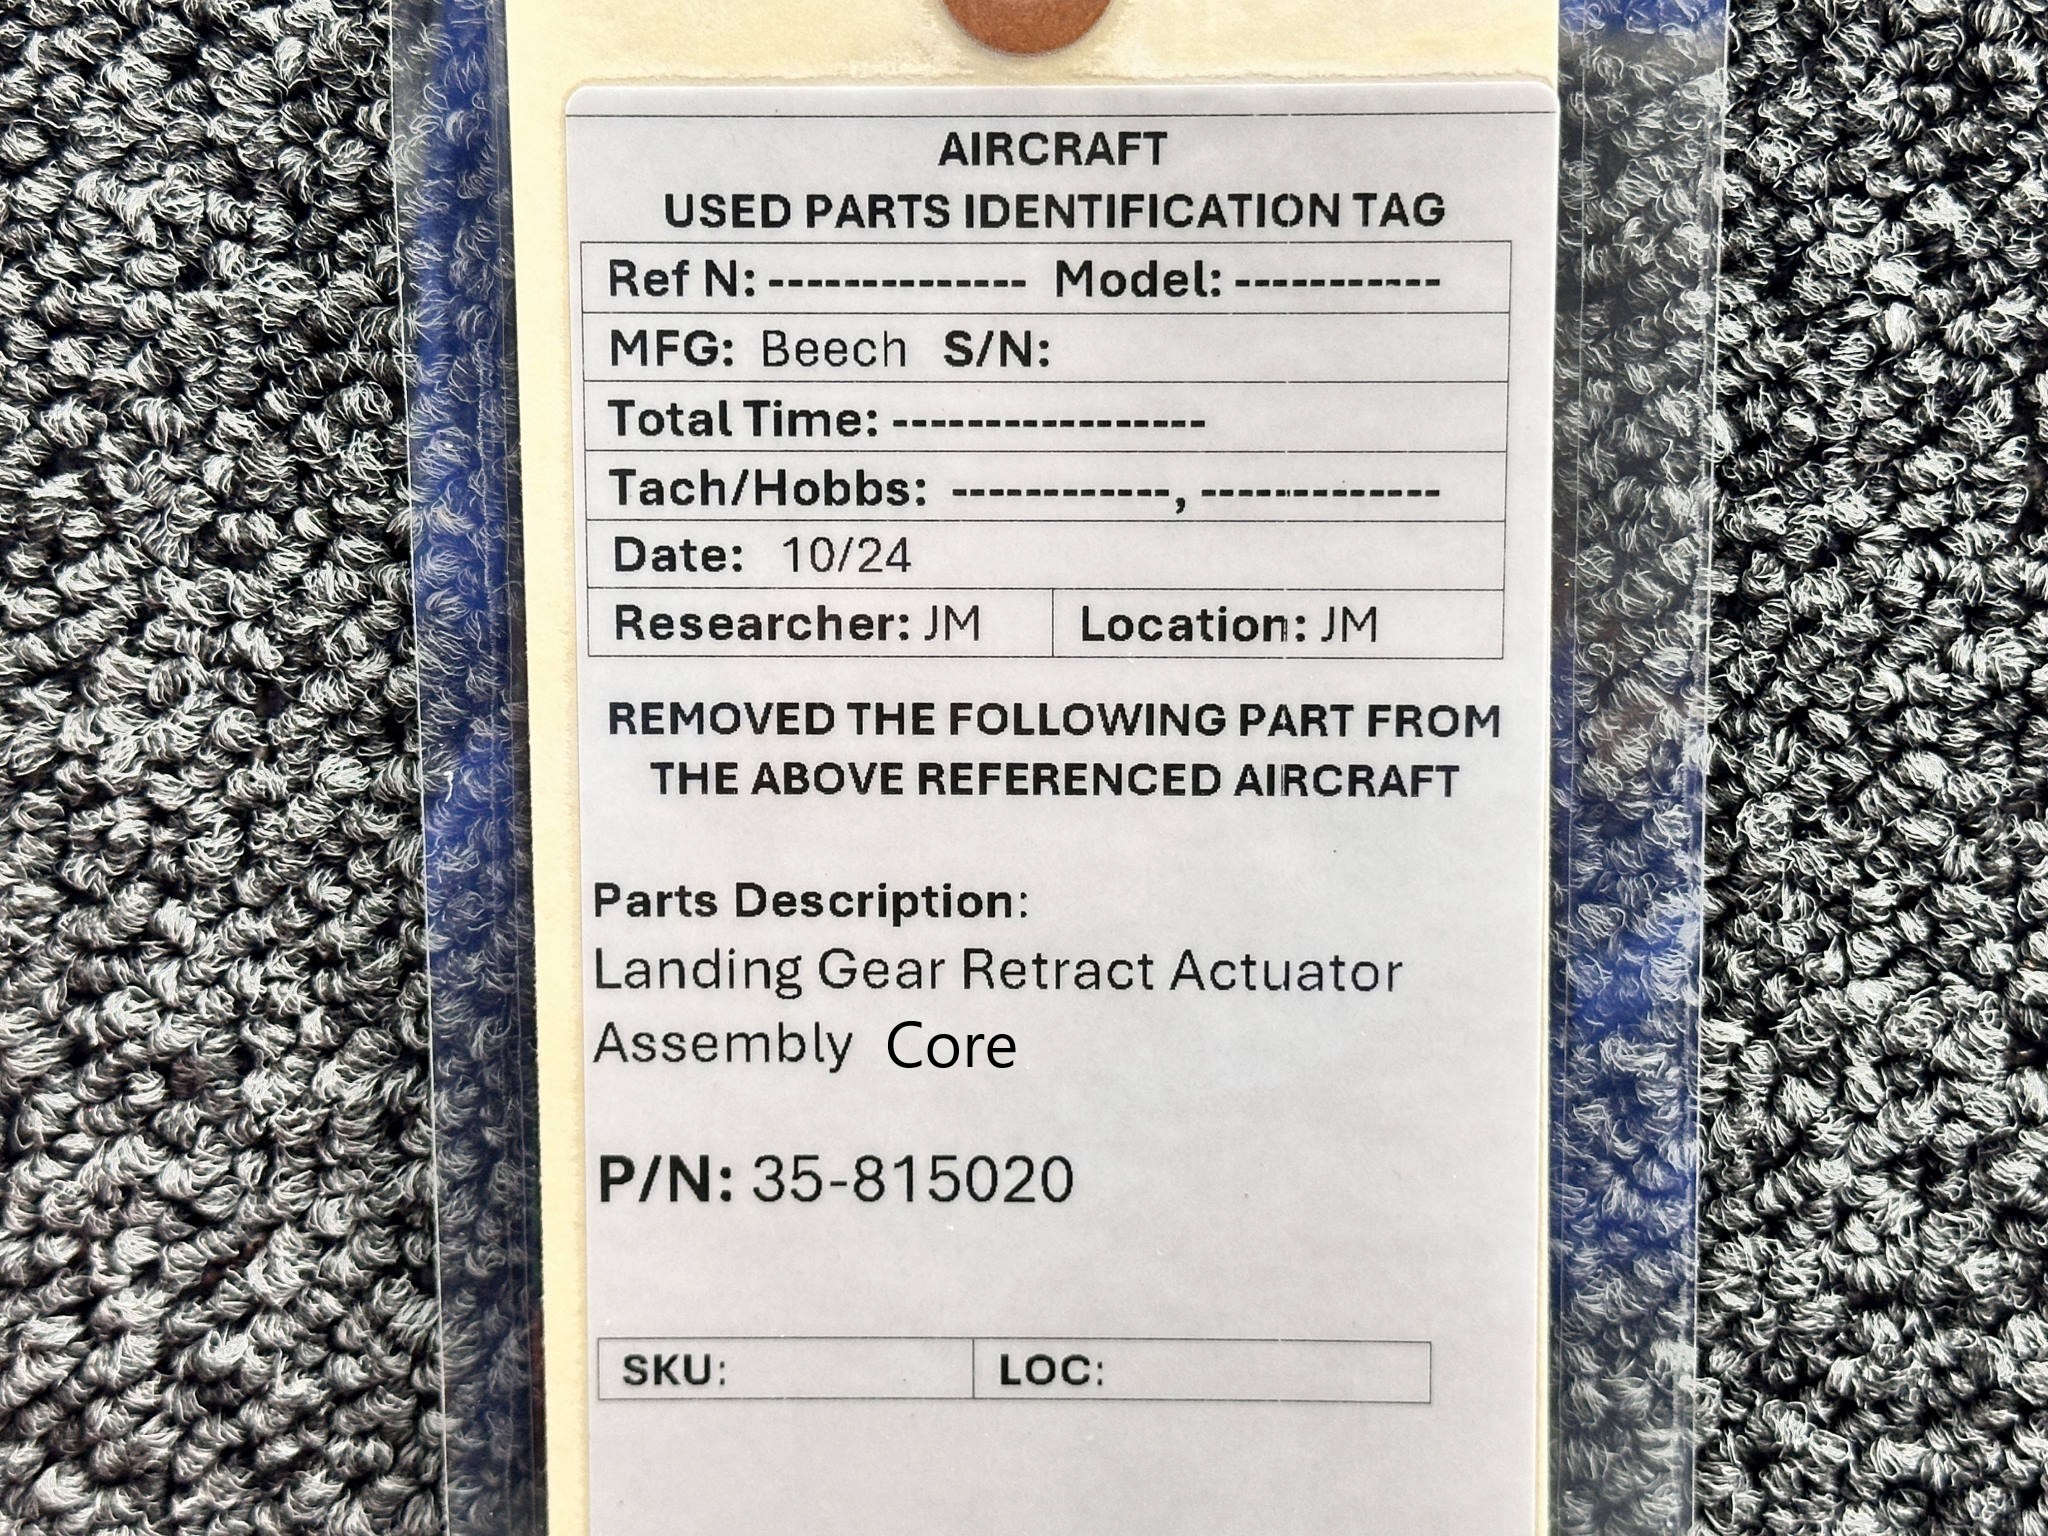 AIRCRAFT
USED PARTS IDENTIFICATION TAG
Ref N: -------------- Model: -----------
MFG: Beech S/N:
Total Time: -----------------
Tach/Hobbs: ------------, -------------
Date: 10/24
Researcher: JM Location: JM
REMOVED THE FOLLOWING PART FROM
THE ABOVE REFERENCED AIRCRAFT
Parts Description:
Landing Gear Retract Actuator
Assembly Core
P/N: 35-815020
SKU: LOC: